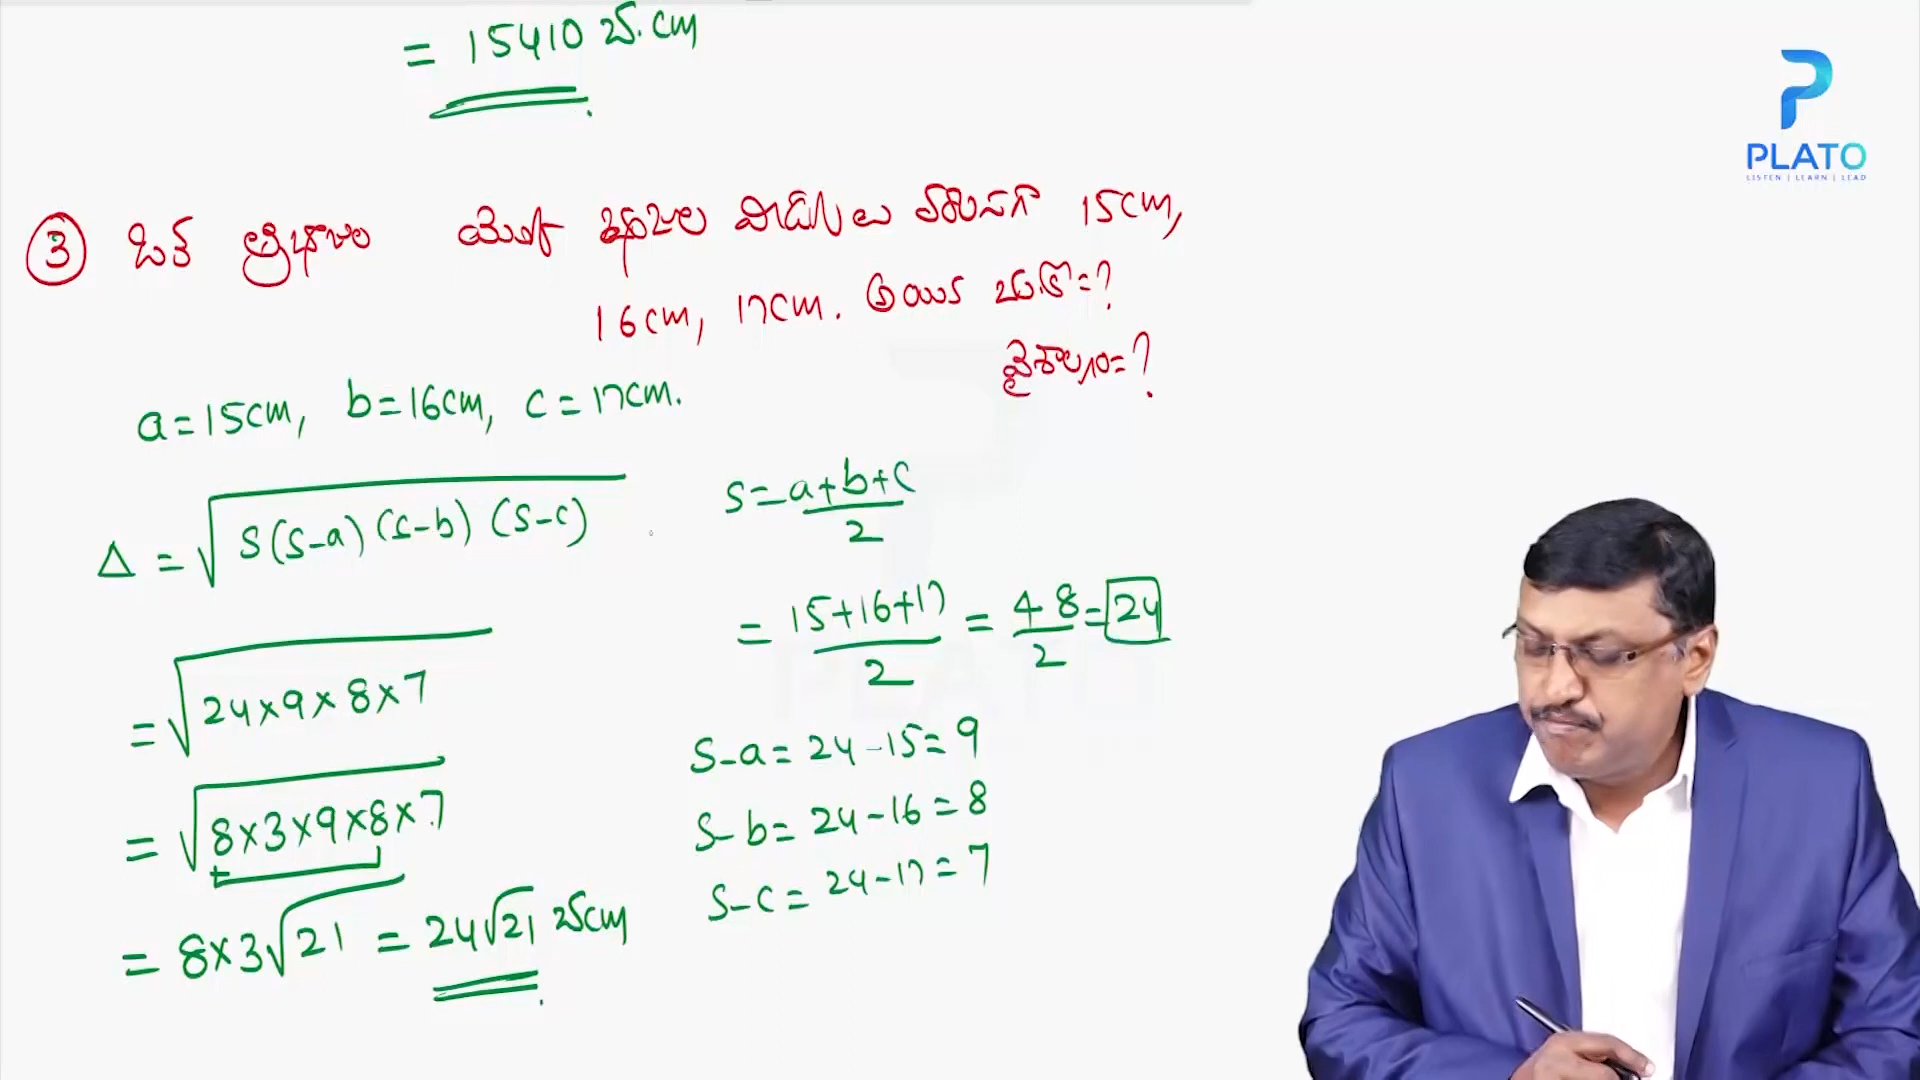 = 15410 చ.cm
P
PLATO
LISTEN | LEARN | LEAD
③ ఒక త్రిభుజం యొక్క భుజాల పొడవులు వరుసగా 15cm,
16cm, 17cm. అయిన చు.కొ=?
వైశాల్యం=?
a=15cm, b=16cm, c=17cm.
Δ = √S(S-a)(S-b)(S-c)
S=a+b+c/2
= 15+16+17/2 = 48/2 = 24
= √24×9×8×7
S-a= 24-15= 9
= √8×3×9×8×7
S-b= 24-16=8
S-c= 24-17=7
= 8×3√21 = 24√21 చcm